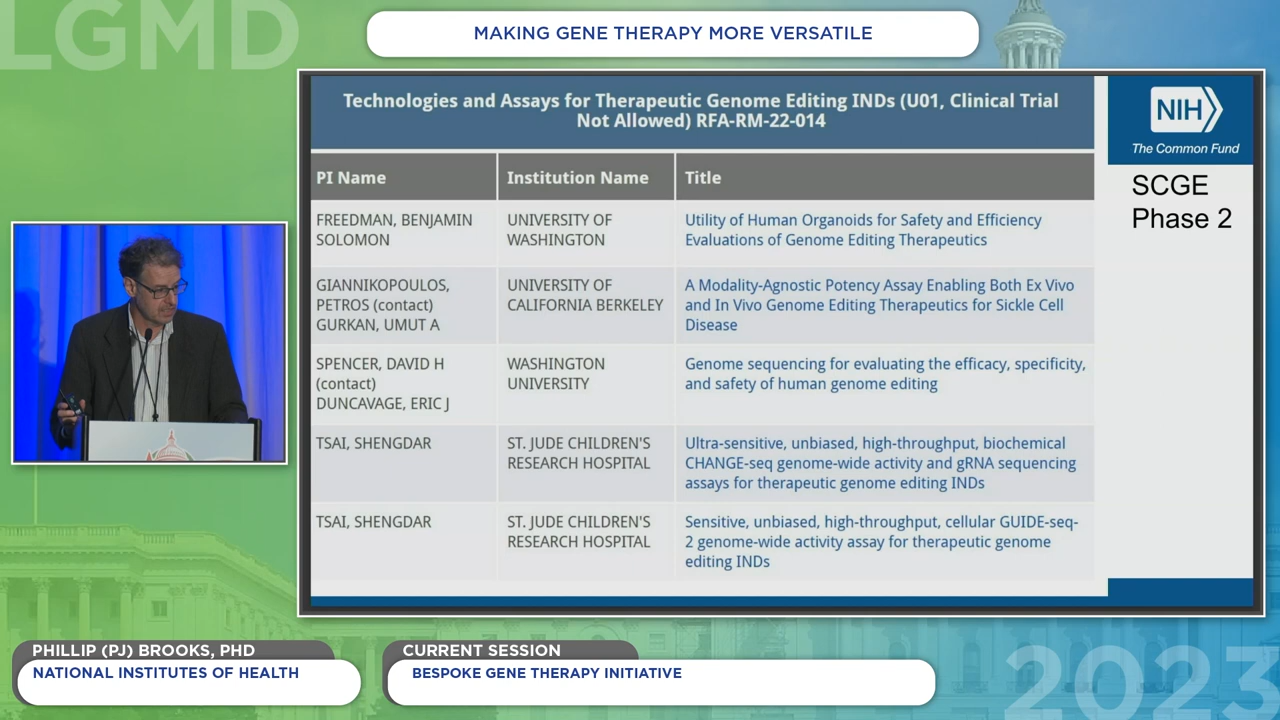 LGMD
MAKING GENE THERAPY MORE VERSATILE
Technologies and Assays for Therapeutic Genome Editing INDs (U01, Clinical Trial
Not Allowed) RFA-RM-22-014
PI Name
Institution Name
Title
FREEDMAN, BENJAMIN
SOLOMON
UNIVERSITY OF
WASHINGTON
Utility of Human Organoids for Safety and Efficiency
Evaluations of Genome Editing Therapeutics
GIANNIKOPOULOS,
PETROS (contact)
GURKAN, UMUT A
UNIVERSITY OF
CALIFORNIA BERKELEY
A Modality-Agnostic Potency Assay Enabling Both Ex Vivo
and In Vivo Genome Editing Therapeutics for Sickle Cell
Disease
SPENCER, DAVID H
(contact)
DUNCAVAGE, ERIC J
WASHINGTON
UNIVERSITY
Genome sequencing for evaluating the efficacy, specificity,
and safety of human genome editing
TSAI, SHENGDAR
ST. JUDE CHILDREN'S
RESEARCH HOSPITAL
Ultra-sensitive, unbiased, high-throughput, biochemical
CHANGE-seq genome-wide activity and gRNA sequencing
assays for therapeutic genome editing INDs
TSAI, SHENGDAR
ST. JUDE CHILDREN'S
RESEARCH HOSPITAL
Sensitive, unbiased, high-throughput, cellular GUIDE-seq-
2 genome-wide activity assay for therapeutic genome
editing INDs
NIH
The Common Fund
SCGE
Phase 2
PHILLIP (PJ) BROOKS, PHD
NATIONAL INSTITUTES OF HEALTH
CURRENT SESSION
BESPOKE GENE THERAPY INITIATIVE
2023